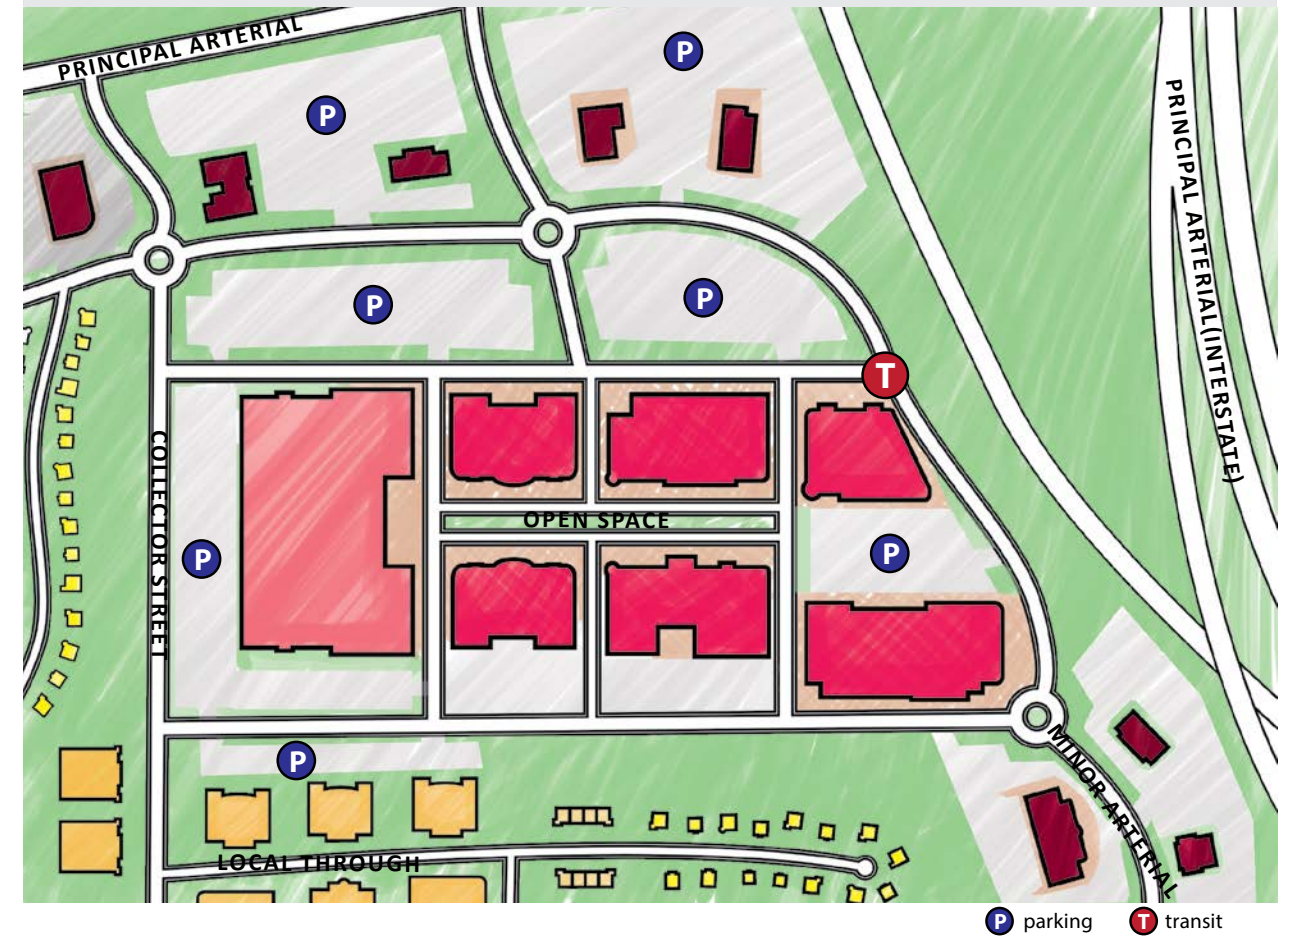 PRINCIPAL ARTERIAL
P
P
PRINCIPAL ARTERIAL (INTERSTATE)
P
P
T
COLLECTOR STREET
OPEN SPACE
P
P
P
MINOR ARTERIAL
LOCAL THROUGH
P parking
T transit